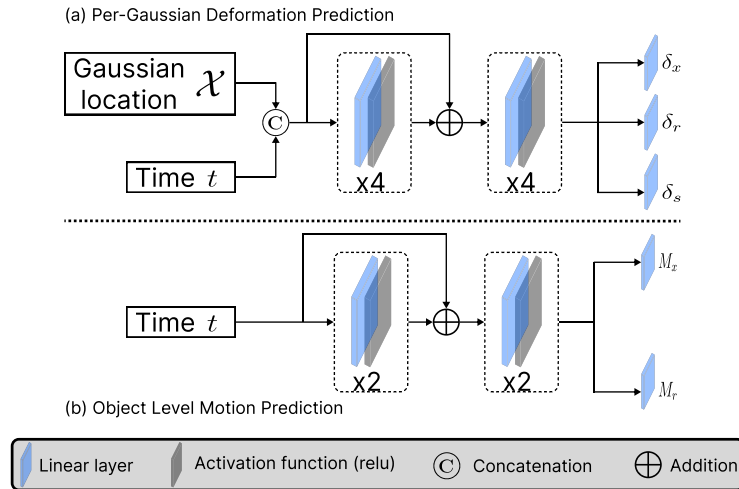 (a) Per-Gaussian Deformation Prediction
Gaussian
location 𝒳
C
Time t
x4
x4
δx
δr
δs
Time t
x2
x2
Mx
Mr
(b) Object Level Motion Prediction
Linear layer
Activation function (relu)
C Concatenation
Addition